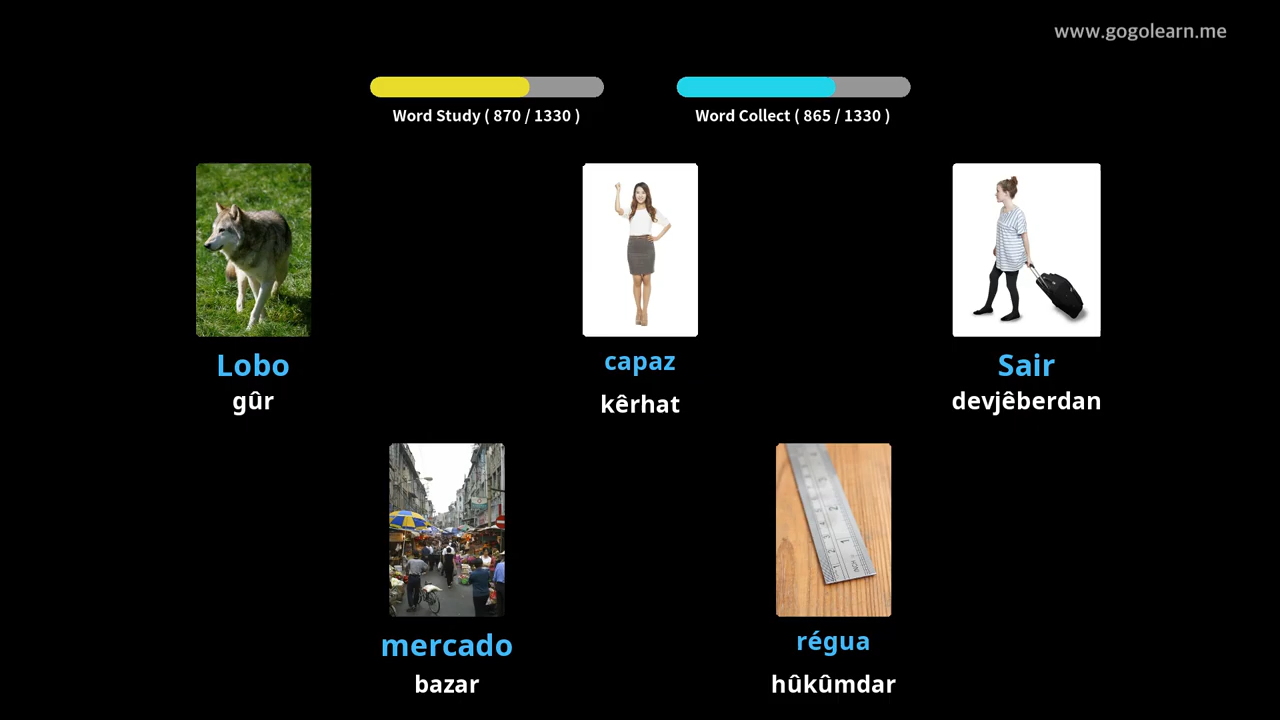 www.gogolearn.me
Word Study ( 870 / 1330 )
Word Collect ( 865 / 1330 )
Lobo
gûr
capaz
kêrhat
Sair
devjêberdan
mercado
bazar
régua
hûkûmdar